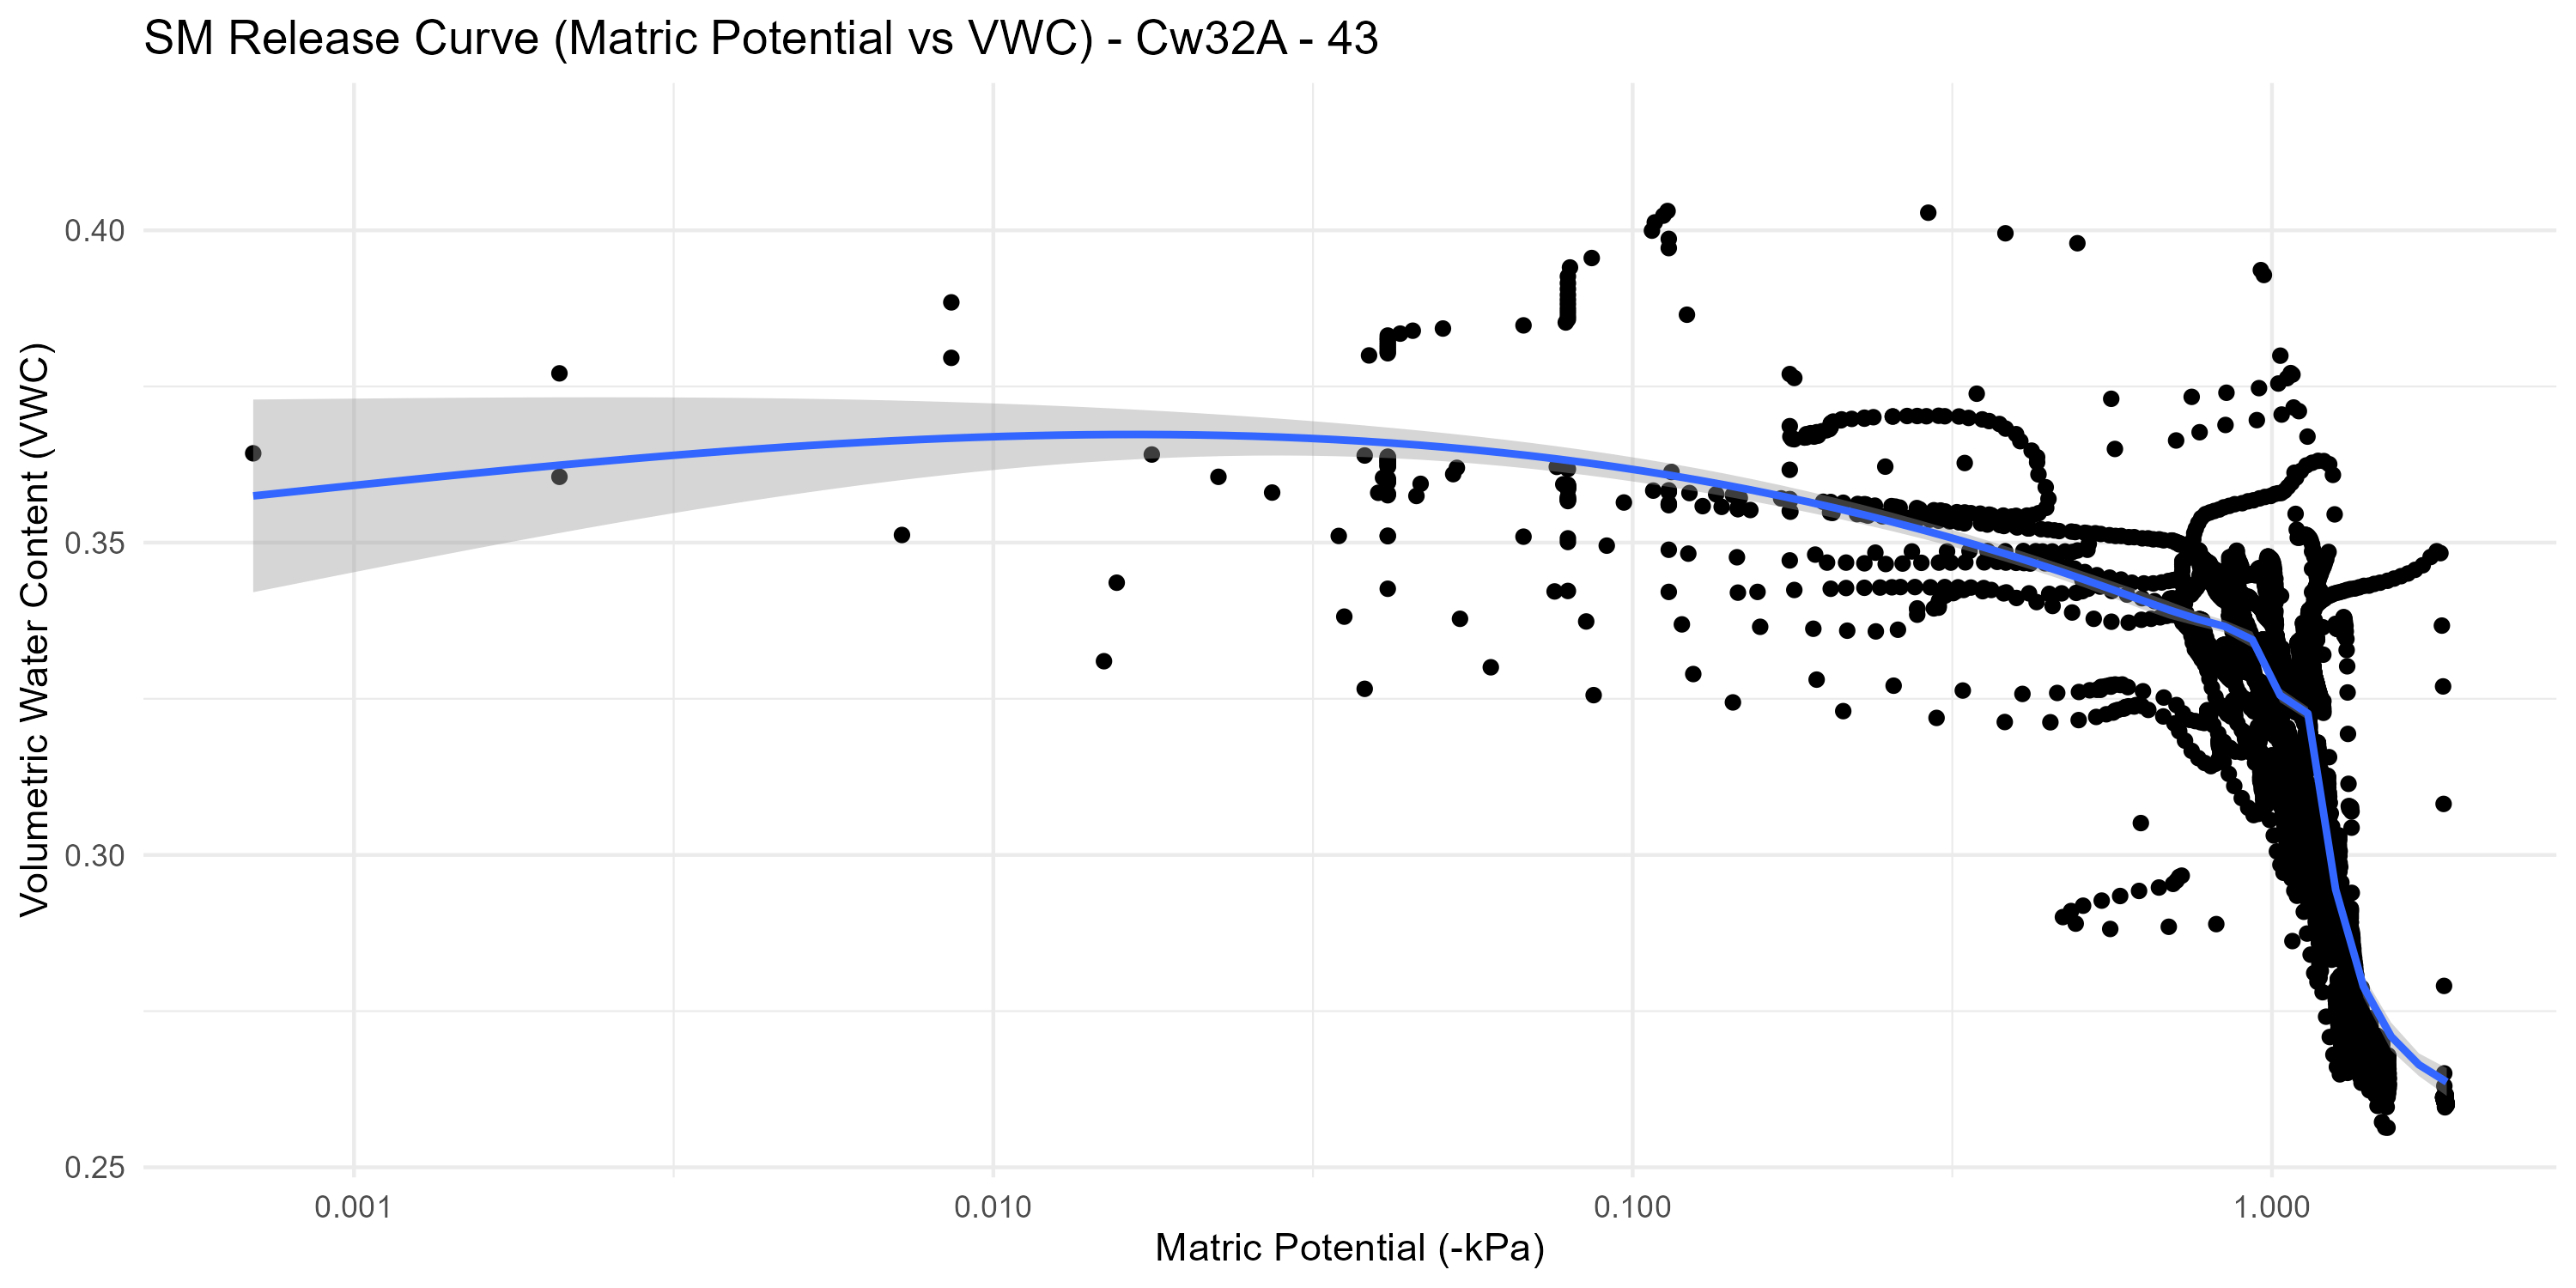 SM Release Curve (Matric Potential vs VWC) - Cw32A - 43
Volumetric Water Content (VWC)
0.40
0.35
0.30
0.25
0.001
0.010
0.100
1.000
Matric Potential (-kPa)